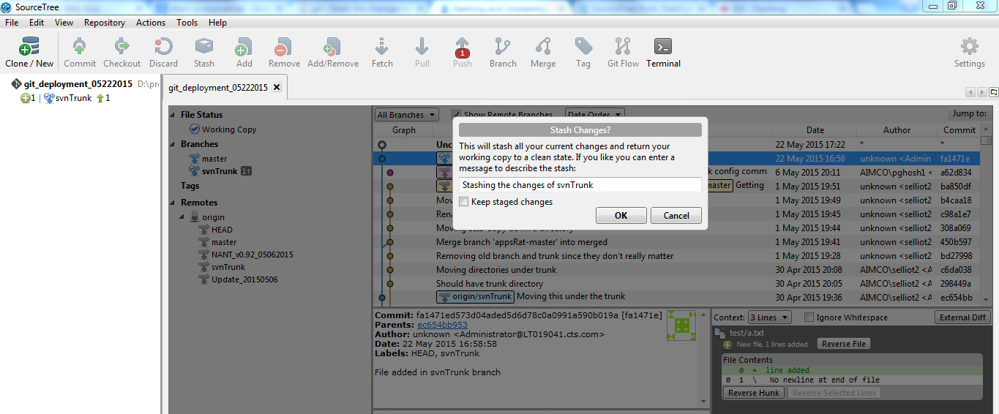 SourceTree
File Edit View Repository Actions Tools Help
Clone / New Commit Checkout Discard Stash Add Remove Add/Remove Fetch Pull Push Branch Merge Tag Git Flow Terminal Settings
1
git_deployment_05222015 D:\pr
1 | svnTrunk 1
git_deployment_05222015
File Status
Working Copy
Branches
master
svnTrunk 1↑
Tags
Remotes
origin
HEAD
master
NANT_v0.92_05062015
svnTrunk
Update_20150506
All Branches Show Remote Branches Date Order Jump to:
Graph Date Author Commit
Unc 22 May 2015 17:22 * *
22 May 2015 16:58 unknown <Admin fa1471e
k config comm 6 May 2015 20:11 AIMCO\pghosh1 < a62d834
master Getting 1 May 2015 19:51 unknown <selliot2 ba850df
Mov 1 May 2015 19:49 unknown <selliot2 b4caa18
Rena 1 May 2015 19:45 unknown <selliot2 c98a1e7
1 May 2015 19:44 unknown <selliot2 308a069
Merge branch 'appsRat-master' into merged 1 May 2015 19:41 unknown <selliot2 450b597
Removing old branch and trunk since they don't really matter 1 May 2015 19:28 unknown <selliot2 bd27998
Moving directories under trunk 30 Apr 2015 20:08 AIMCO\selliot2 <A c6da038
Should have trunk directory 30 Apr 2015 20:05 AIMCO\selliot2 <A 298449a
origin/svnTrunk Moving this under the trunk 30 Apr 2015 19:36 AIMCO\selliot2 <A ec654bb
Stash Changes?
This will stash all your current changes and return your
working copy to a clean state. If you like you can enter a
message to describe the stash:
Stashing the changes of svnTrunk
Keep staged changes
OK Cancel
Commit: fa1471ed573d04aded5d6d78c0a0991a590b019a [fa1471e]
Parents: ec654bb953
Author: unknown <Administrator@LT019041.cts.com>
Date: 22 May 2015 16:58:58
Labels: HEAD, svnTrunk
File added in svnTrunk branch
Context: 3 Lines Ignore Whitespace External Diff
test/a.txt
New file, 1 lines added Reverse File
File Contents
0 + line added
0 1 \ No newline at end of file
Reverse Hunk Reverse Selected Lines